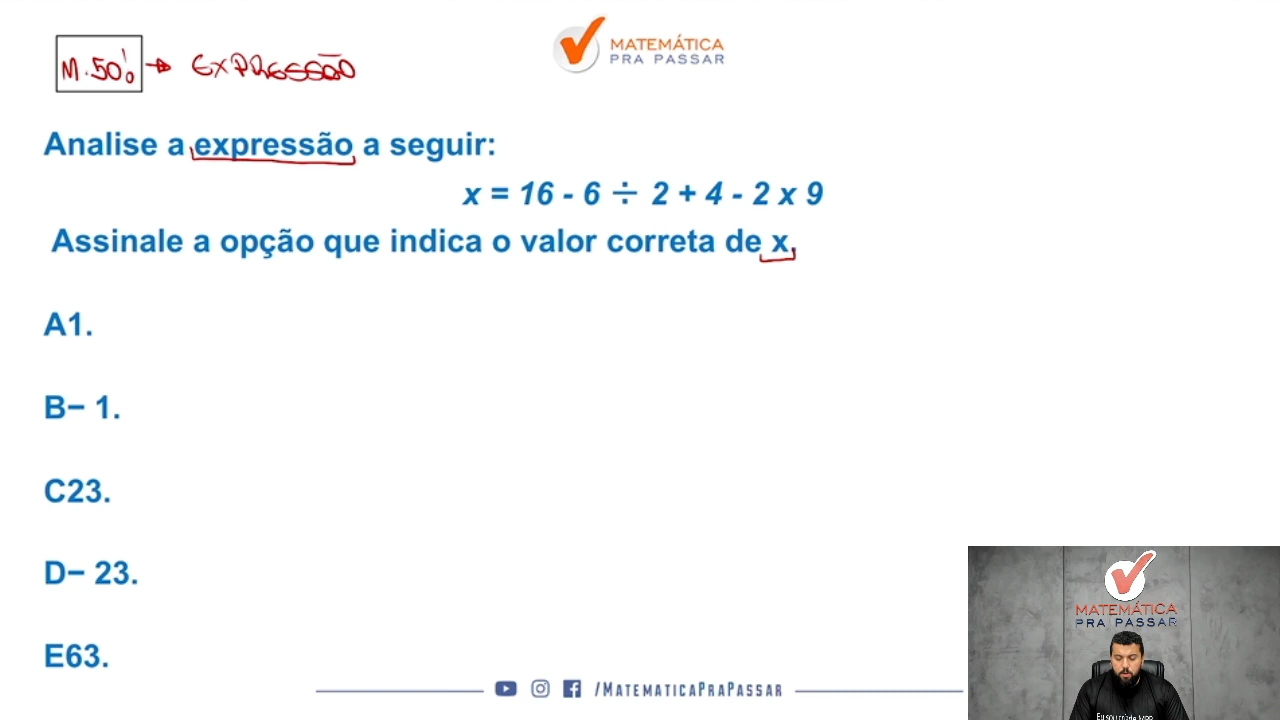 M.50%
EXPRESSÃO
MATEMÁTICA
PRA PASSAR
Analise a expressão a seguir:
x = 16 - 6 ÷ 2 + 4 - 2 x 9
Assinale a opção que indica o valor correta de x.
A1.
B− 1.
C23.
D− 23.
E63.
/MATEMATICAPRAPASSAR
MATEMÁTICA
PRA PASSAR